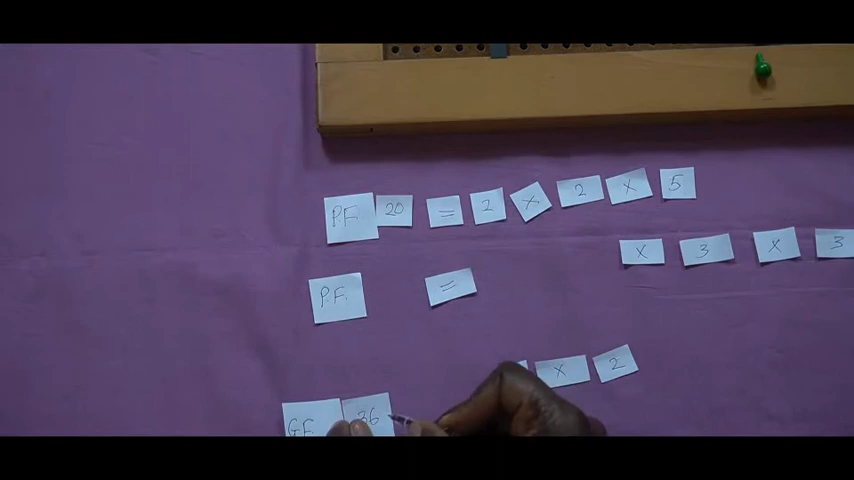 P.F. 20 = 2 × 2 × 5
× 3 × 3
P.F. =
× 2
G.F. 36